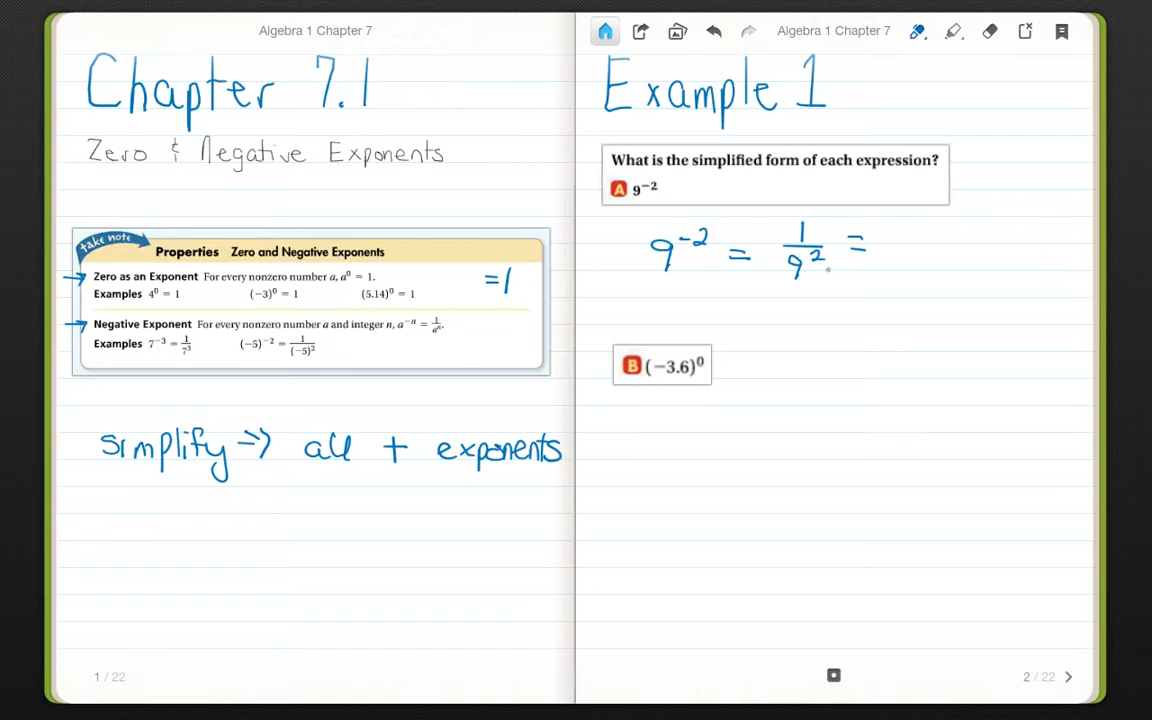 Algebra 1 Chapter 7
Chapter 7.1
Zero & Negative Exponents
take note
Properties Zero and Negative Exponents
Zero as an Exponent For every nonzero number a, a⁰ = 1.
=1
Examples 4⁰ = 1 (−3)⁰ = 1 (5.14)⁰ = 1
Negative Exponent For every nonzero number a and integer n, a⁻ⁿ = 1/aⁿ.
Examples 7⁻³ = 1/7³ (−5)⁻² = 1/(−5)²
simplify => all + exponents
1 / 22
Algebra 1 Chapter 7
Example 1
What is the simplified form of each expression?
A 9⁻²
9⁻² = 1/9² =
B (−3.6)⁰
2 / 22